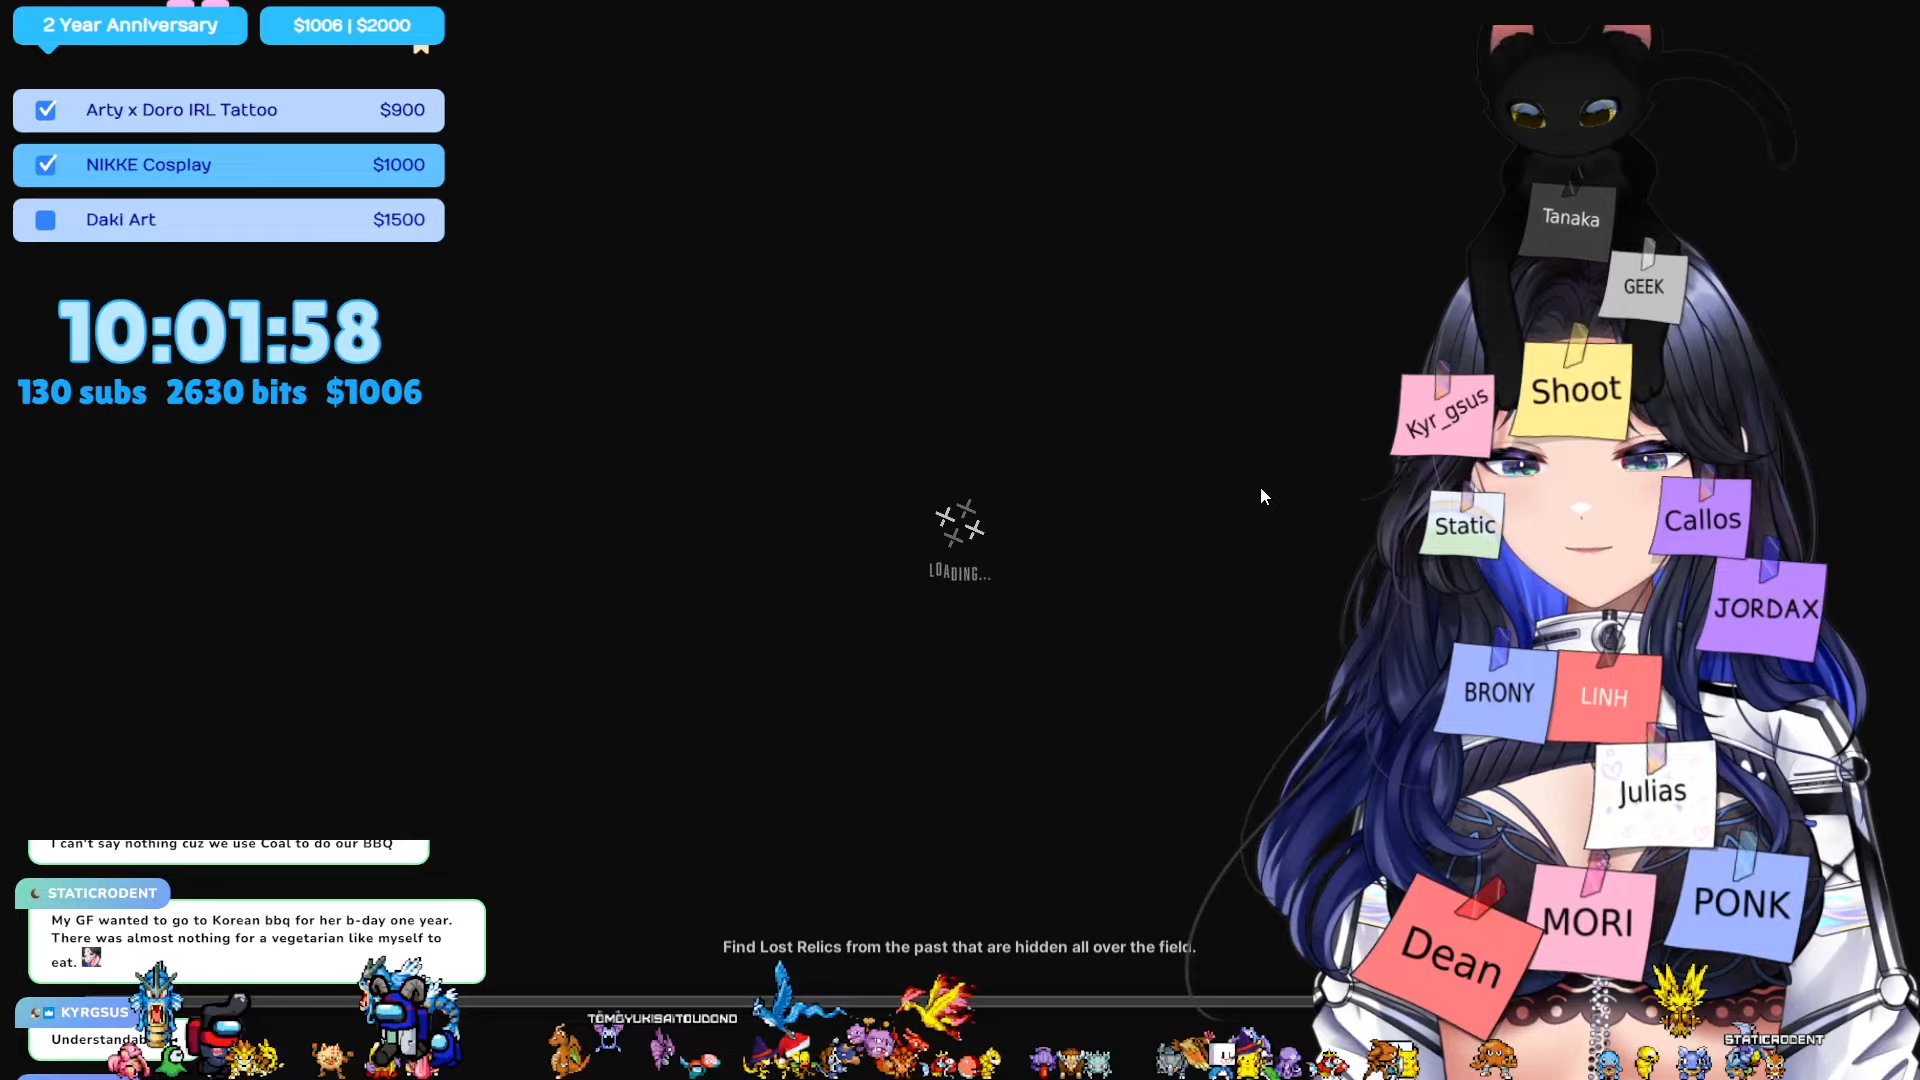 2 Year Anniversary
$1006 | $2000
Arty x Doro IRL Tattoo $900
NIKKE Cosplay $1000
Daki Art $1500
10:01:58
130 subs 2630 bits $1006
Tanaka
GEEK
Shoot
Kyr_gsus
Static
Callos
JORDAX
BRONY
LINH
Julias
PONK
MORI
Dean
LOADING...
I can't say nothing cuz we use Coal to do our BBQ
STATICRODENT
My GF wanted to go to Korean bbq for her b-day one year.
There was almost nothing for a vegetarian like myself to
eat.
KYRGSUS
Understandab
Find Lost Relics from the past that are hidden all over the field.
TOMOYUKISAITOUDOND
STATICRODENT